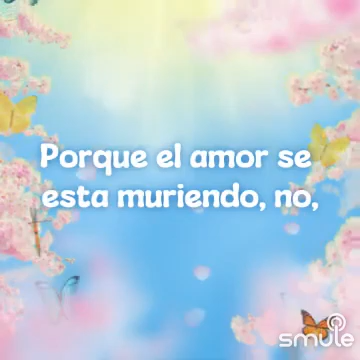 Porque el amor se
esta muriendo, no,
smule